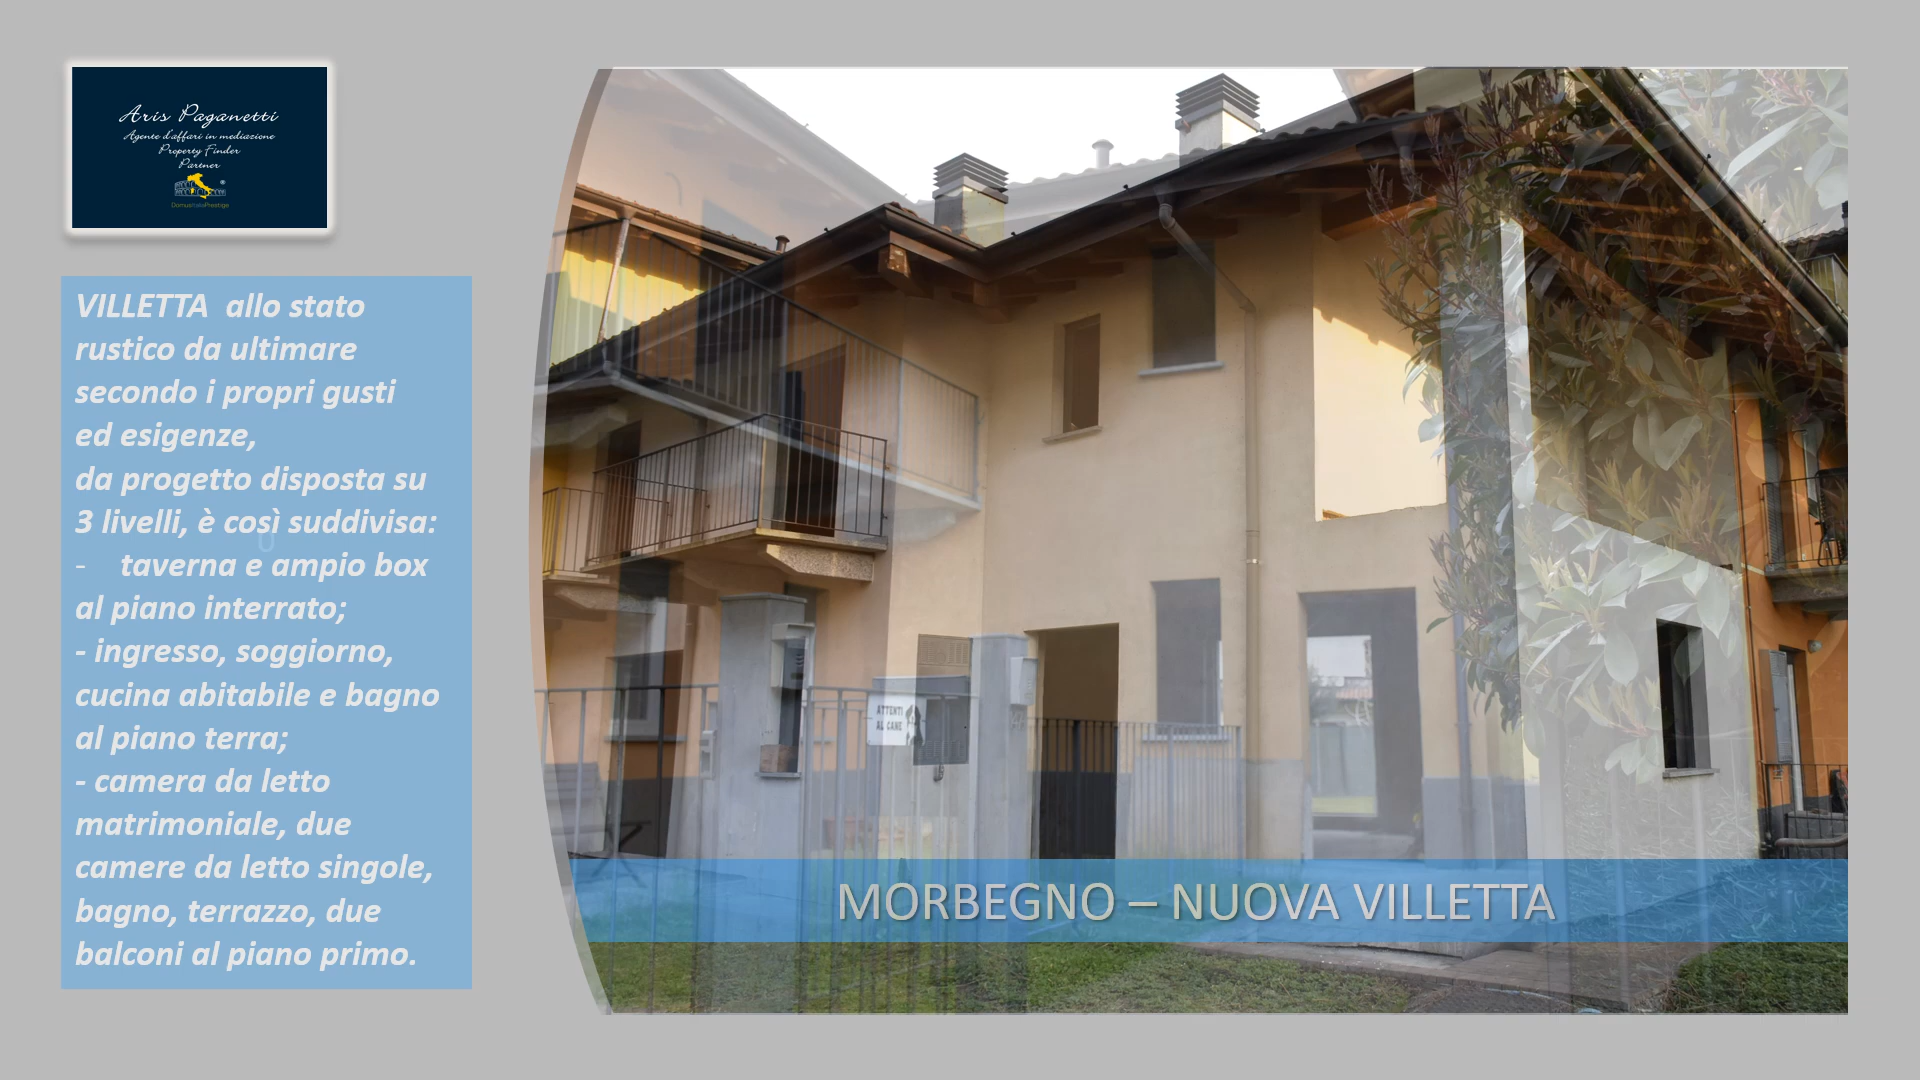 Aris Paganetti
Agente d'affari in mediazione
Property Finder
Partner
DomusItaliaPrestige
VILLETTA allo stato
rustico da ultimare
secondo i propri gusti
ed esigenze,
da progetto disposta su
3 livelli, è così suddivisa:
- taverna e ampio box
al piano interrato;
- ingresso, soggiorno,
cucina abitabile e bagno
al piano terra;
- camera da letto
matrimoniale, due
camere da letto singole,
bagno, terrazzo, due
balconi al piano primo.
ATTENTI
AL CANE
MORBEGNO – NUOVA VILLETTA